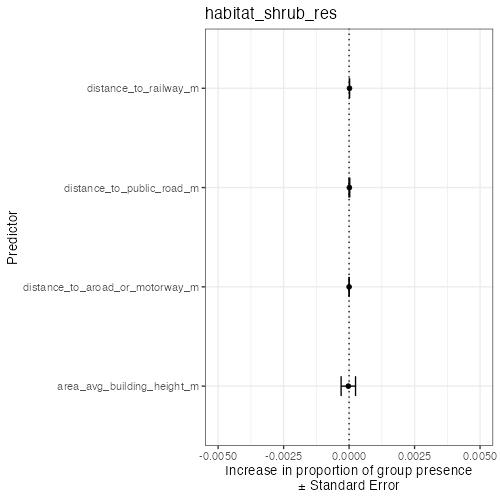 habitat_shrub_res
Predictor
distance_to_railway_m
distance_to_public_road_m
distance_to_aroad_or_motorway_m
area_avg_building_height_m
-0.0050 -0.0025 0.0000 0.0025 0.0050
Increase in proportion of group presence
± Standard Error